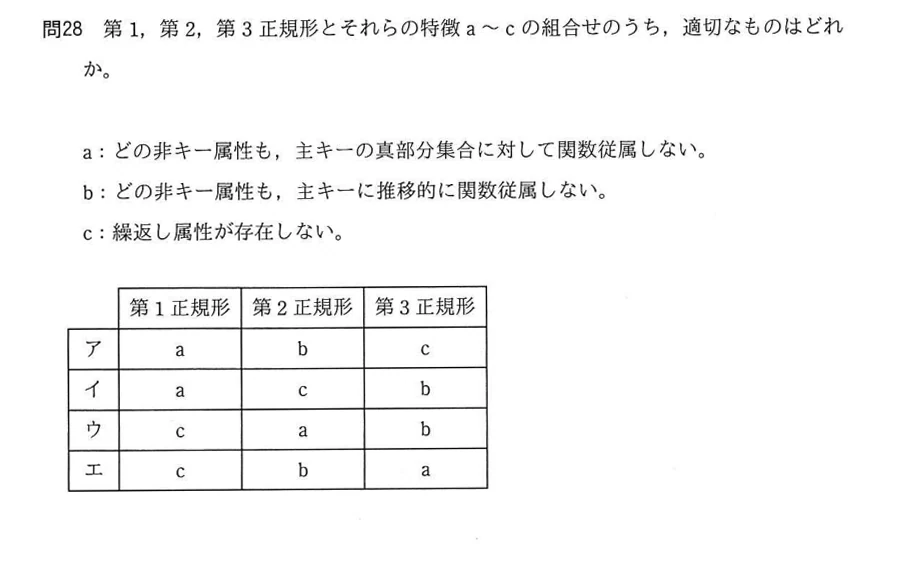 問28 第1，第2，第3正規形とそれらの特徴a～cの組合せのうち，適切なものはどれ
か。
a：どの非キー属性も，主キーの真部分集合に対して関数従属しない。
b：どの非キー属性も，主キーに推移的に関数従属しない。
c：繰返し属性が存在しない。
第1正規形 第2正規形 第3正規形
ア a b c
イ a c b
ウ c a b
エ c b a